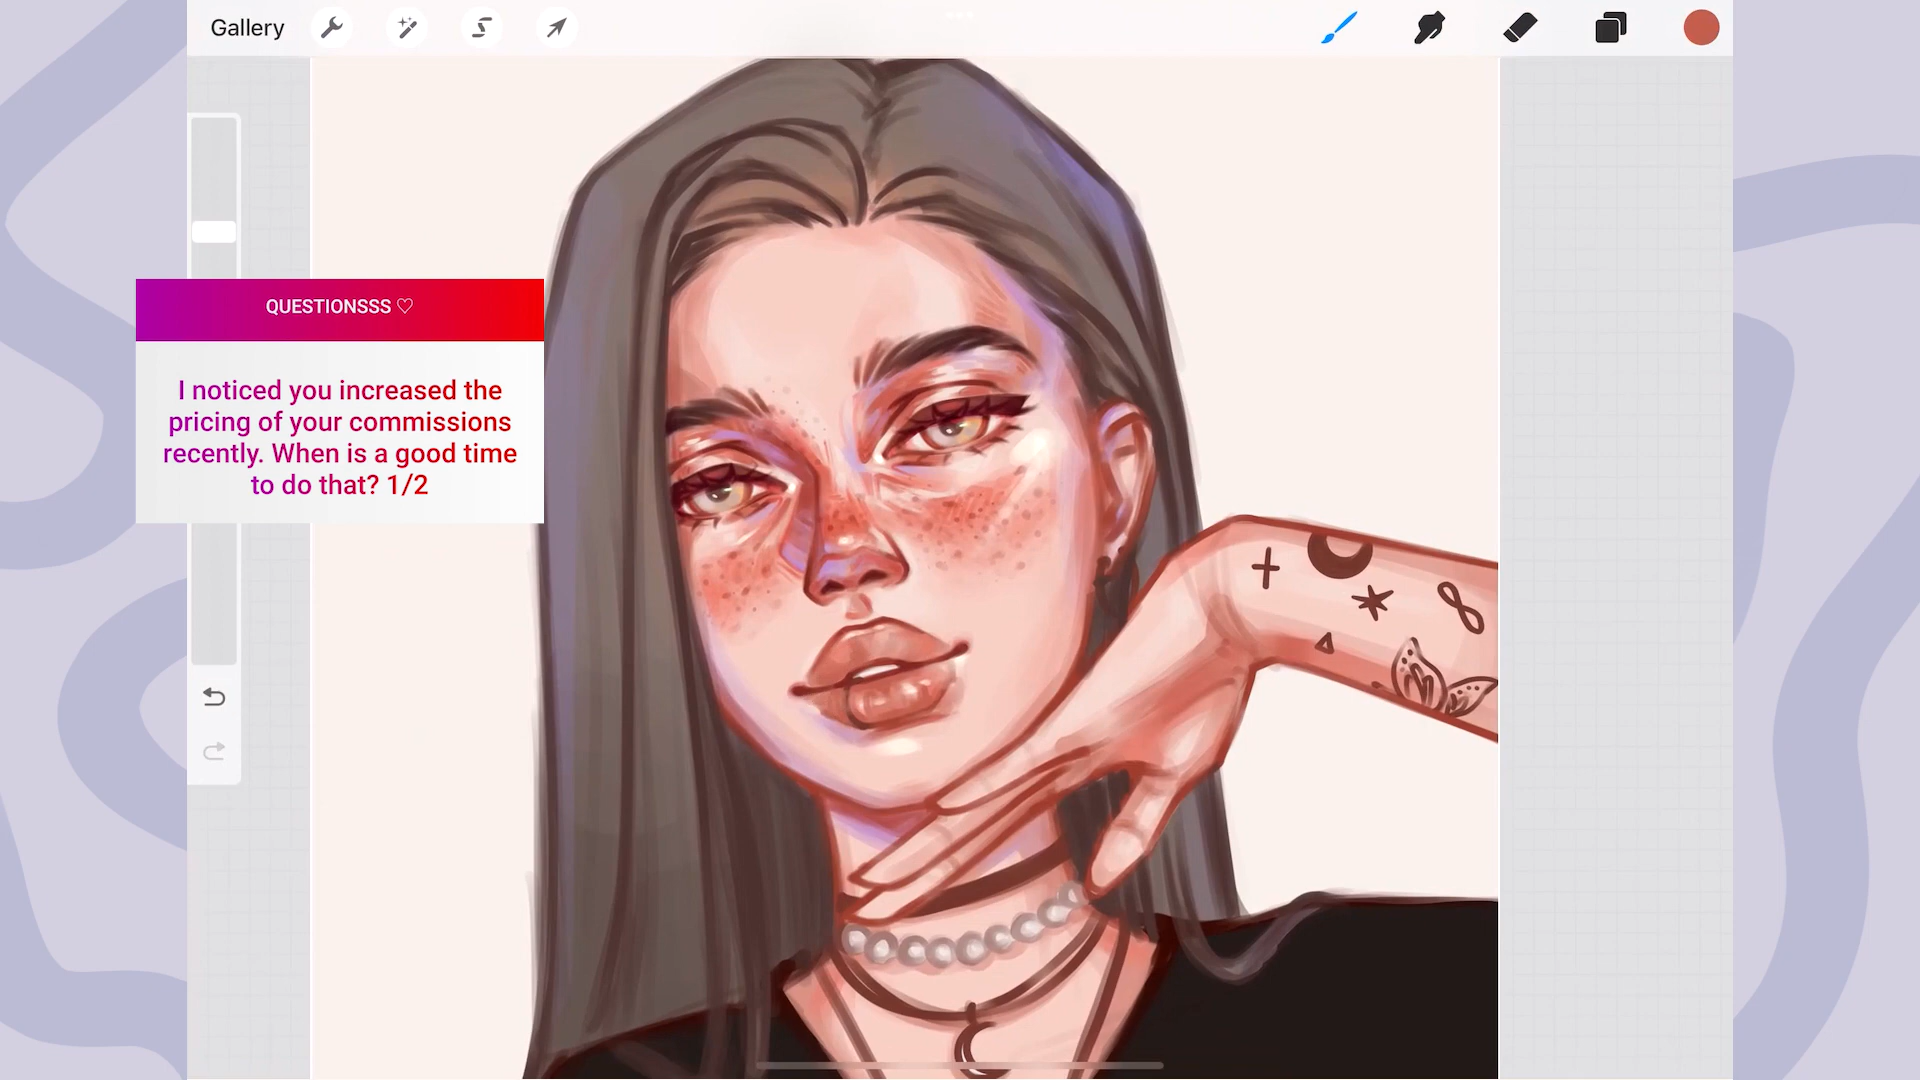 Gallery
QUESTIONSSS ♡
I noticed you increased the
pricing of your commissions
recently. When is a good time
to do that? 1/2